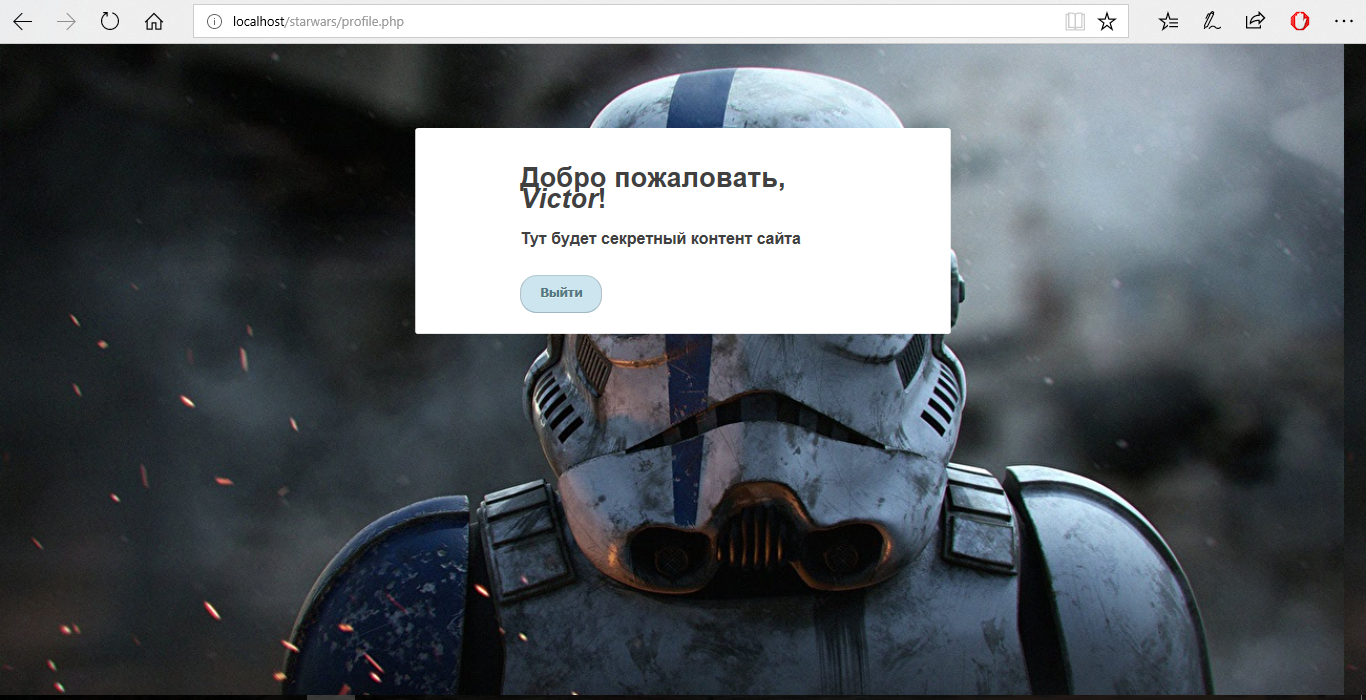 localhost/starwars/profile.php
Добро пожаловать,
Victor!
Тут будет секретный контент сайта
Выйти